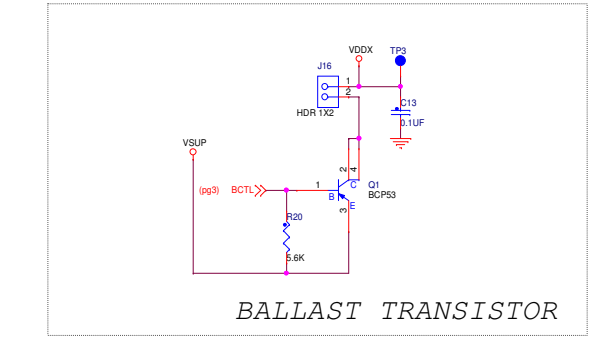 VDDX
TP3
J16
1
2
HDR 1X2
C13
0.1UF
VSUP
2
4
(pg3) BCTL
1
C
Q1
B
BCP53
3
E
R20
5.6K
BALLAST TRANSISTOR